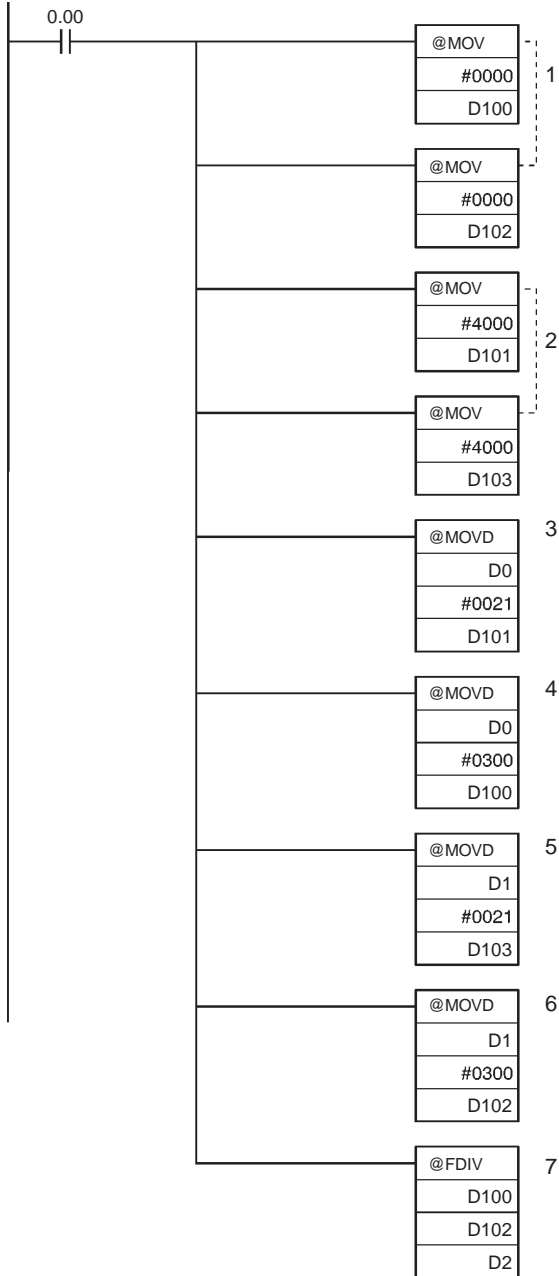 0.00
@MOV
#0000
D100
1
@MOV
#0000
D102
@MOV
#4000
D101
2
@MOV
#4000
D103
@MOVD
3
D0
#0021
D101
@MOVD
4
D0
#0300
D100
@MOVD
5
D1
#0021
D103
@MOVD
6
D1
#0300
D102
@FDIV
7
D100
D102
D2